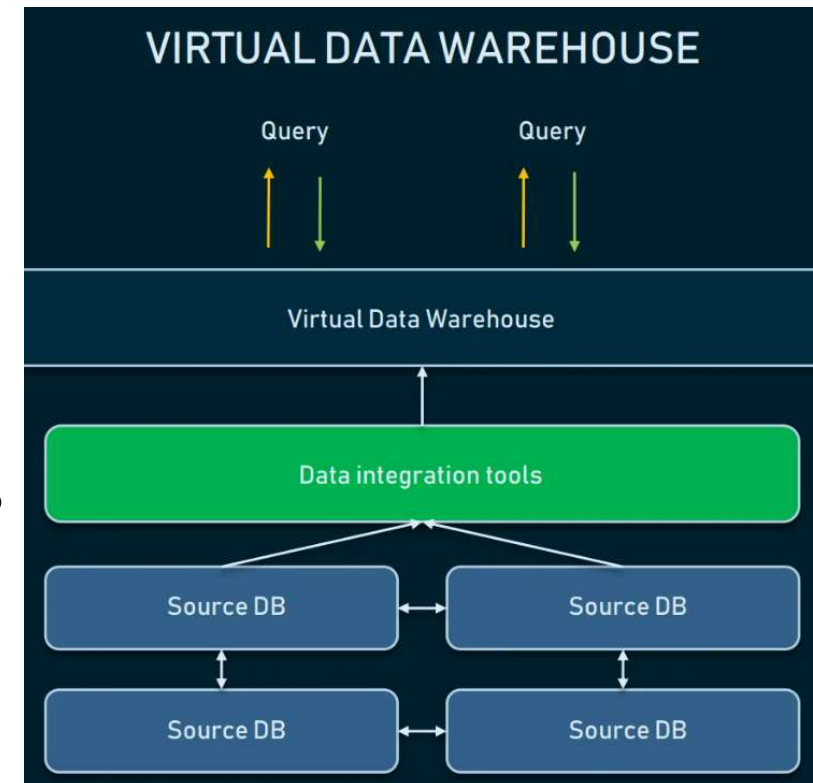 VIRTUAL DATA WAREHOUSE
Query Query
Virtual Data Warehouse
Data integration tools
Source DB Source DB
Source DB Source DB